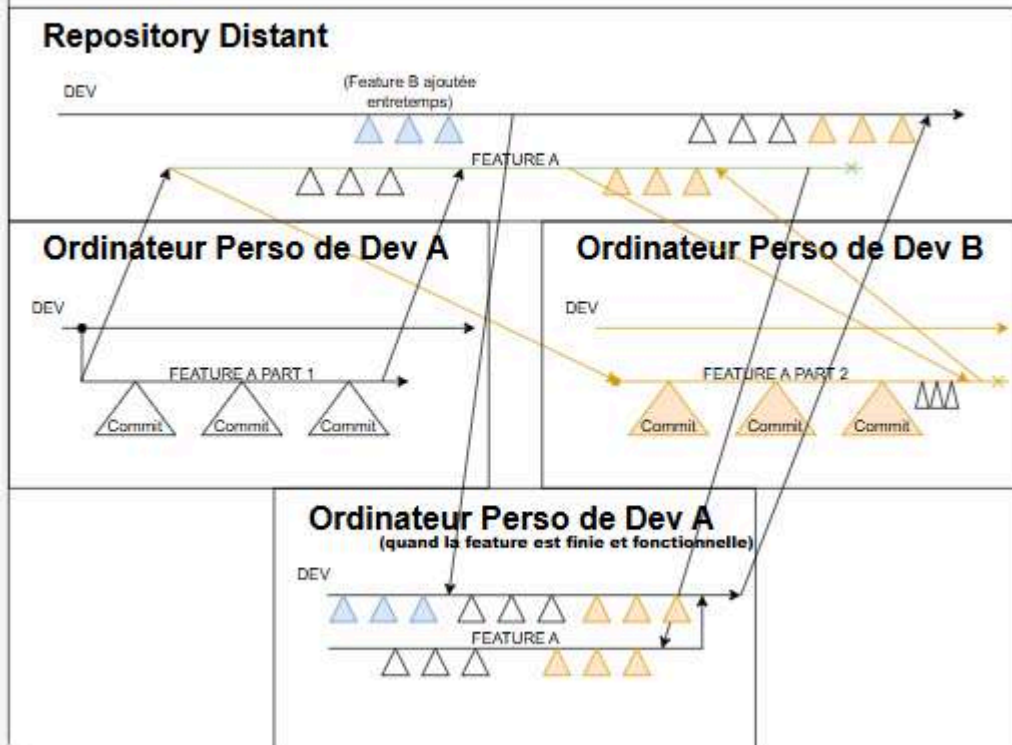 Repository Distant
DEV
(Feature B ajoutée
entretemps)
FEATURE A
Ordinateur Perso de Dev A
DEV
FEATURE A PART 1
Commit
Commit
Commit
Ordinateur Perso de Dev B
DEV
FEATURE A PART 2
Commit
Commit
Commit
Ordinateur Perso de Dev A
(quand la feature est finie et fonctionnelle)
DEV
FEATURE A